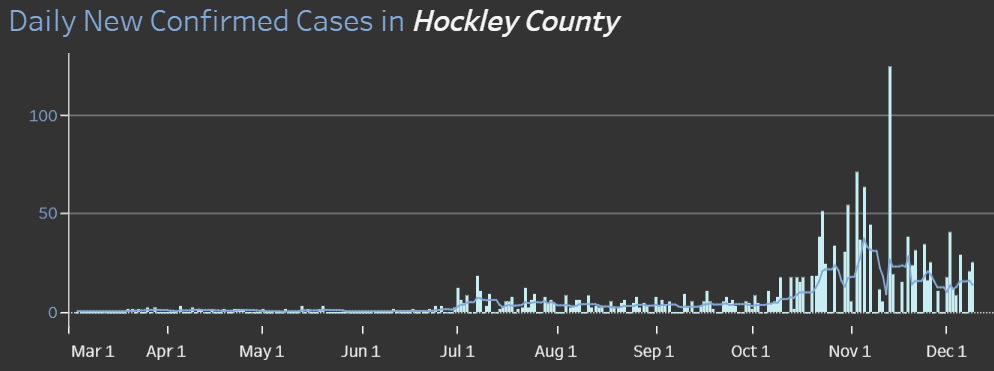 Daily New Confirmed Cases in Hockley County
100
50
0
Mar 1 Apr 1 May 1 Jun 1 Jul 1 Aug 1 Sep 1 Oct 1 Nov 1 Dec 1